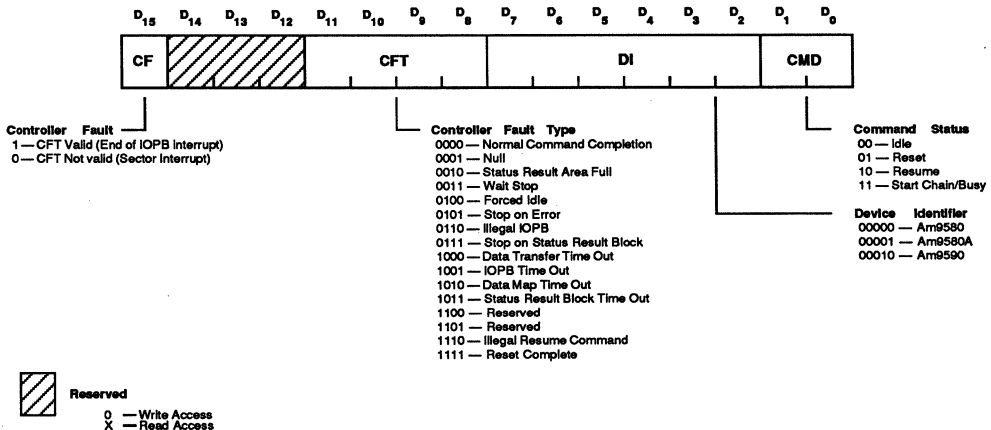 D15 D14 D13 D12 D11 D10 D9 D8 D7 D6 D5 D4 D3 D2 D1 D0
CF CFT DI CMD
Controller Fault
1 — CFT Valid (End of IOPB Interrupt)
0 — CFT Not valid (Sector Interrupt)
Controller Fault Type
0000 — Normal Command Completion
0001 — Null
0010 — Status Result Area Full
0011 — Wait Stop
0100 — Forced Idle
0101 — Stop on Error
0110 — Illegal IOPB
0111 — Stop on Status Result Block
1000 — Data Transfer Time Out
1001 — IOPB Time Out
1010 — Data Map Time Out
1011 — Status Result Block Time Out
1100 — Reserved
1101 — Reserved
1110 — Illegal Resume Command
1111 — Reset Complete
Command Status
00 — Idle
01 — Reset
10 — Resume
11 — Start Chain/Busy
Device Identifier
00000 — Am9580
00001 — Am9580A
00010 — Am9590
Reserved
0 — Write Access
X — Read Access